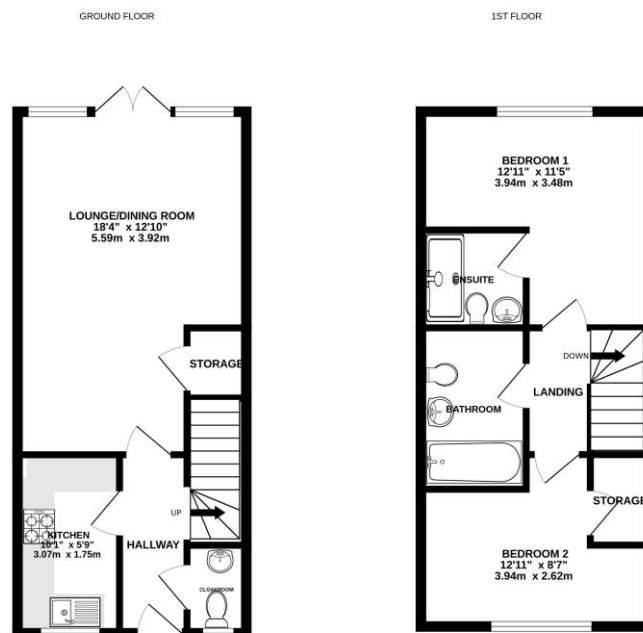 GROUND FLOOR
1ST FLOOR
LOUNGE/DINING ROOM
18'4" x 12'10"
5.59m x 3.92m
STORAGE
UP
KITCHEN
10'1" x 5'9"
3.07m x 1.75m
HALLWAY
CLOAKROOM
BEDROOM 1
12'11" x 11'5"
3.94m x 3.48m
ENSUITE
DOWN
LANDING
BATHROOM
STORAGE
BEDROOM 2
12'11" x 8'7"
3.94m x 2.62m